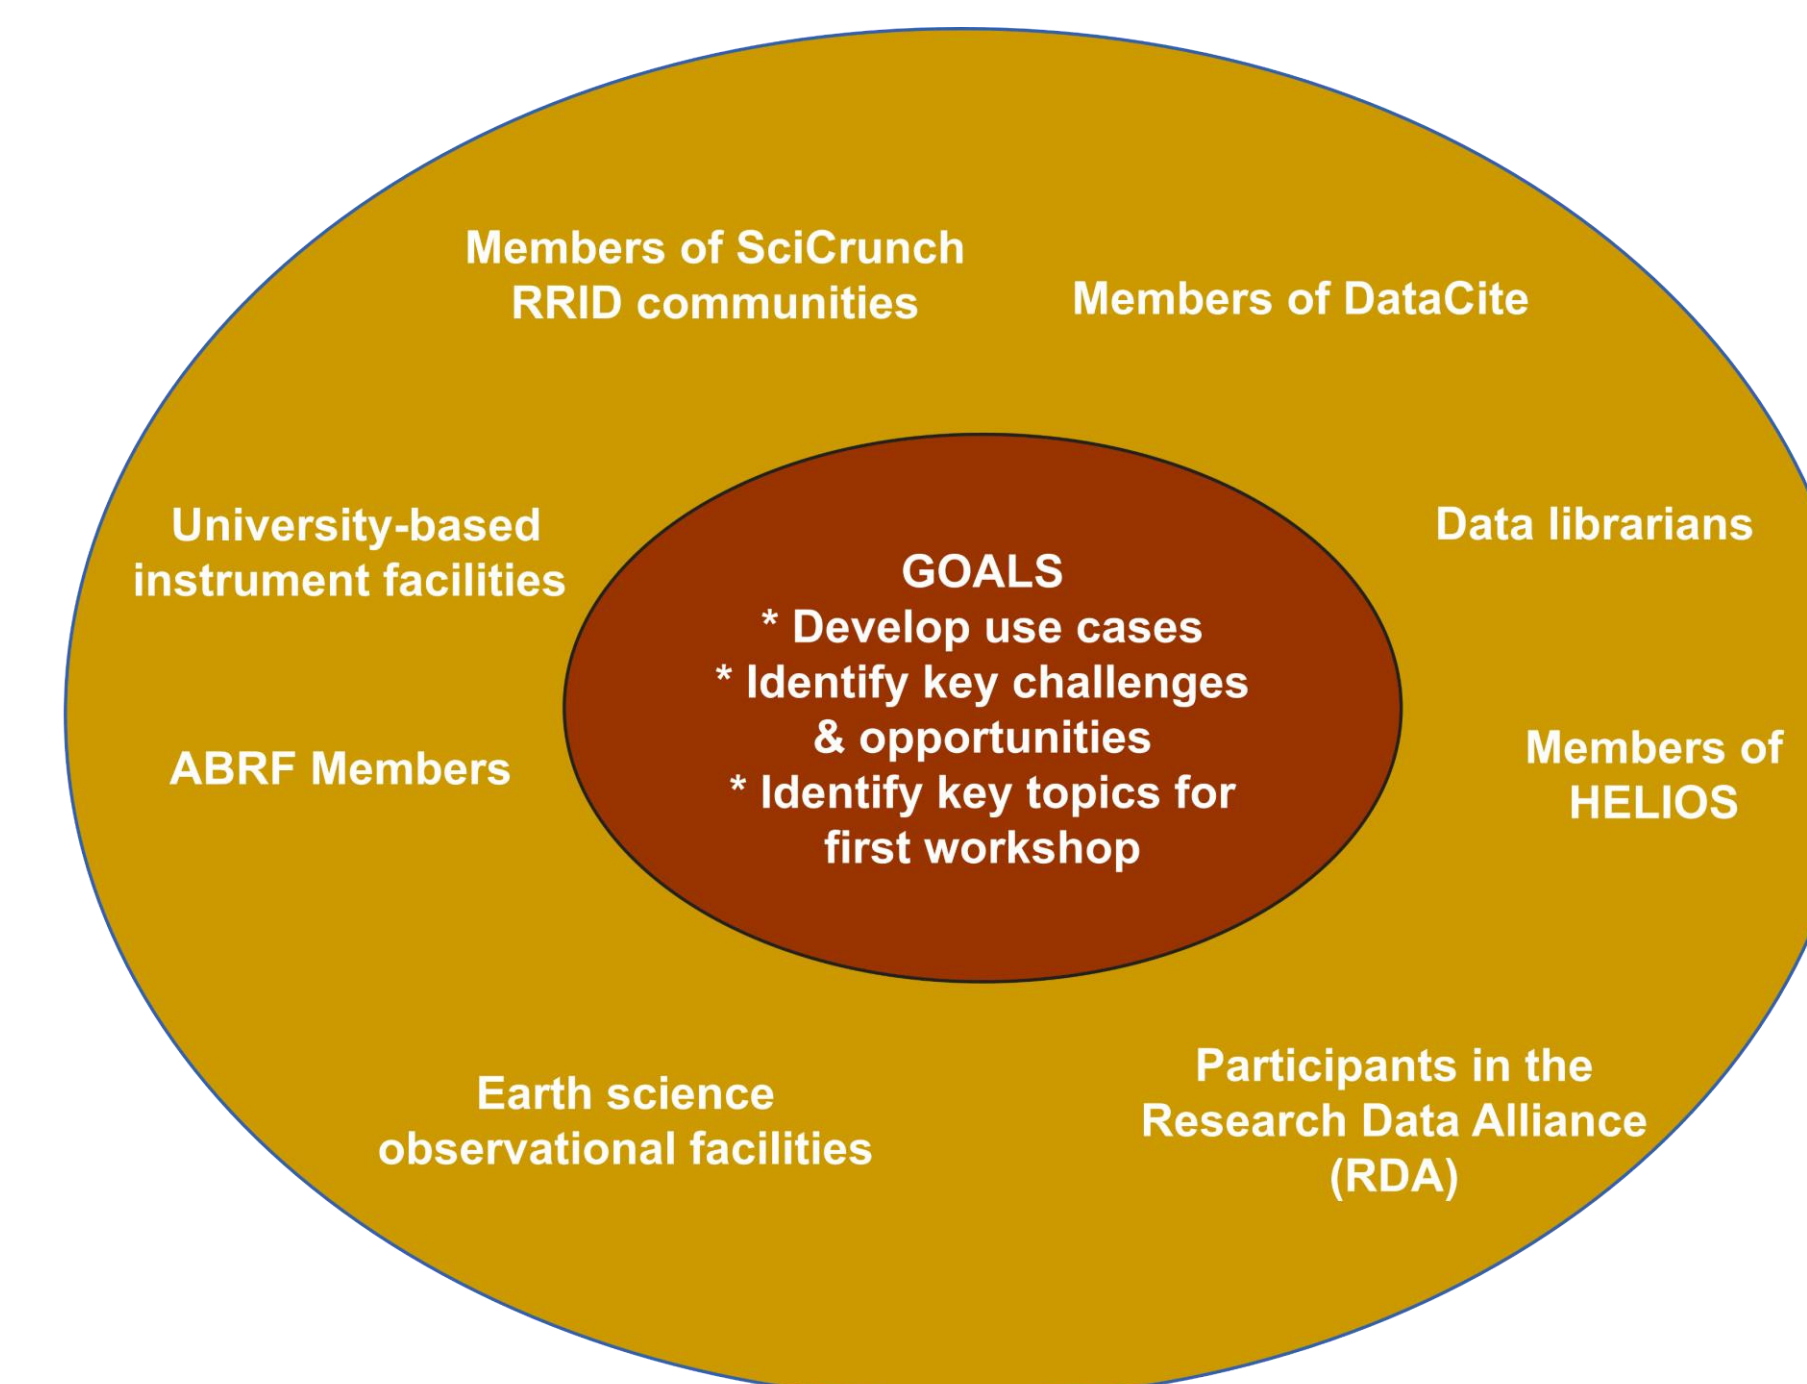 Members of SciCrunch
RRID communities
Members of DataCite
University-based
instrument facilities
Data librarians
GOALS
* Develop use cases
* Identify key challenges
& opportunities
* Identify key topics for
first workshop
ABRF Members
Members of
HELIOS
Earth science
observational facilities
Participants in the
Research Data Alliance
(RDA)